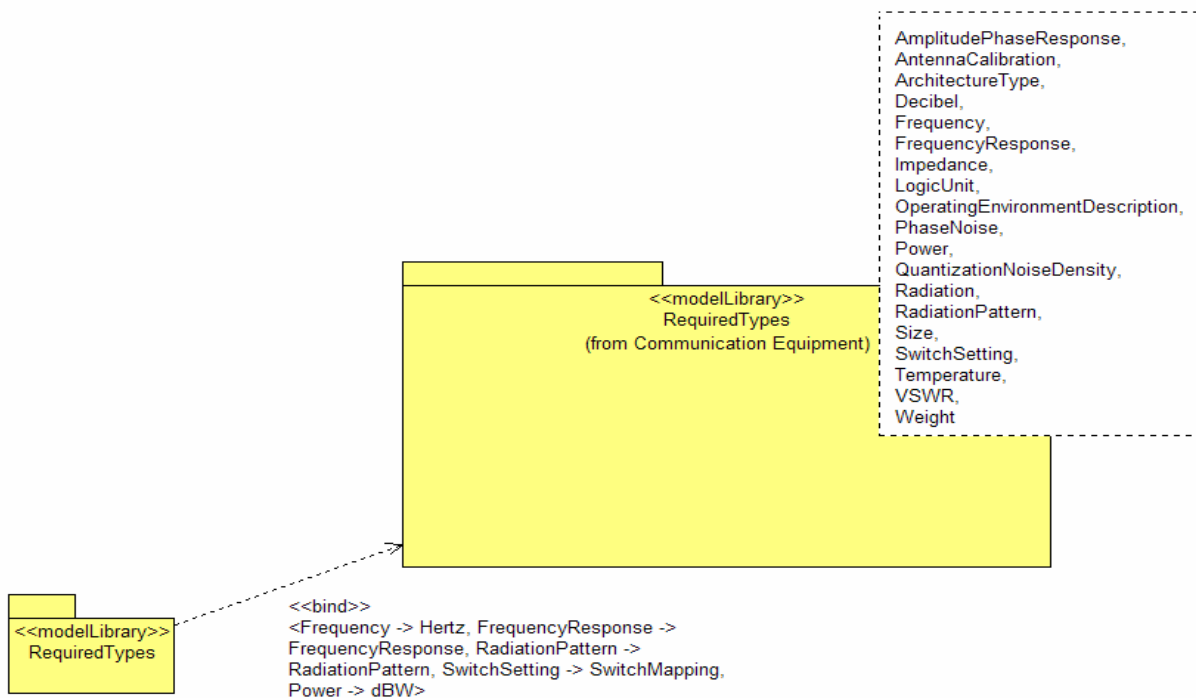 AmplitudePhaseResponse,
AntennaCalibration,
ArchitectureType,
Decibel,
Frequency,
FrequencyResponse,
Impedance,
LogicUnit,
OperatingEnvironmentDescription,
PhaseNoise,
Power,
QuantizationNoiseDensity,
Radiation,
RadiationPattern,
Size,
SwitchSetting,
Temperature,
VSWR,
Weight
<<modelLibrary>>
RequiredTypes
(from Communication Equipment)
<<modelLibrary>>
RequiredTypes
<<bind>>
<Frequency -> Hertz, FrequencyResponse ->
FrequencyResponse, RadiationPattern ->
RadiationPattern, SwitchSetting -> SwitchMapping,
Power -> dBW>